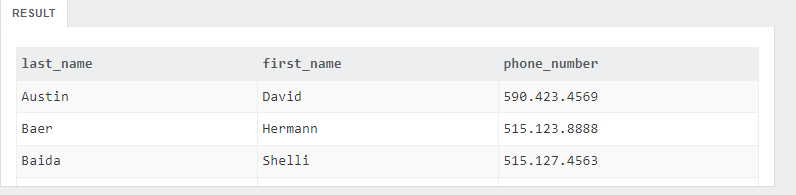 RESULT
last_name first_name phone_number
Austin David 590.423.4569
Baer Hermann 515.123.8888
Baida Shelli 515.127.4563